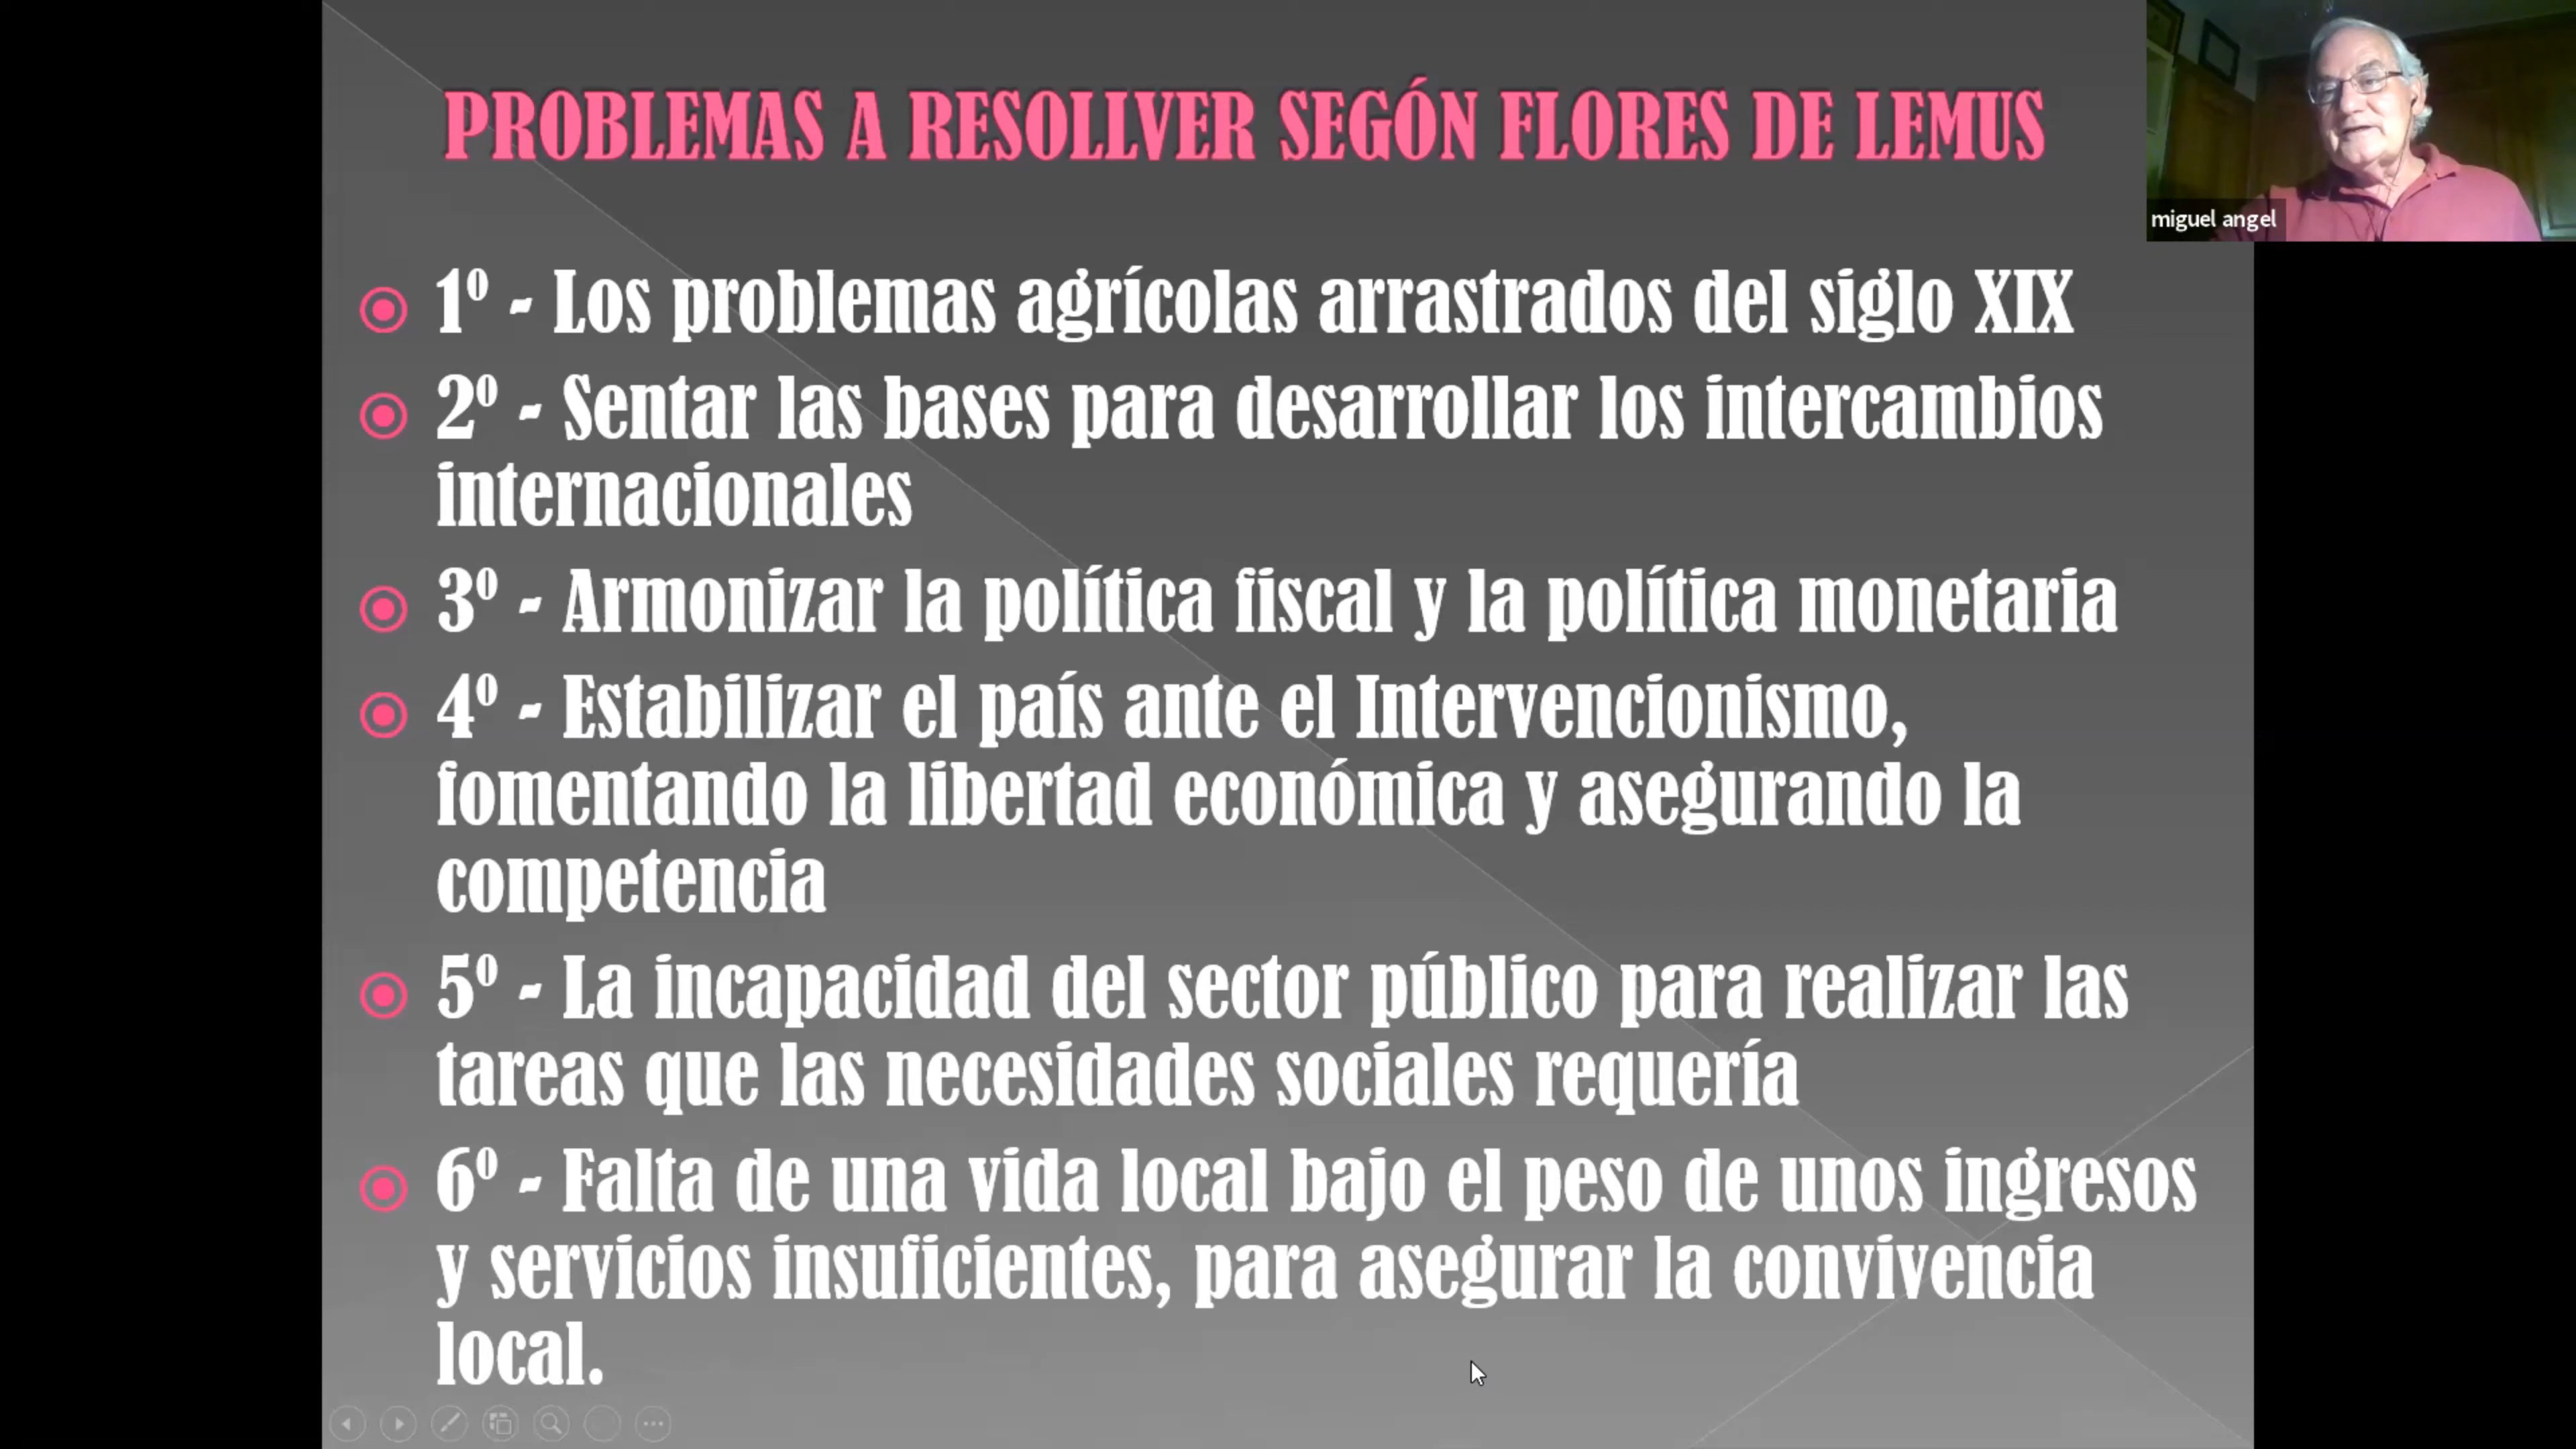 PROBLEMAS A RESOLLVER SEGÓN FLORES DE LEMUS
miguel angel
1º - Los problemas agrícolas arrastrados del siglo XIX
2º - Sentar las bases para desarrollar los intercambios
internacionales
3º - Armonizar la política fiscal y la política monetaria
4º - Estabilizar el país ante el Intervencionismo,
fomentando la libertad económica y asegurando la
competencia
5º - La incapacidad del sector público para realizar las
tareas que las necesidades sociales requería
6º - Falta de una vida local bajo el peso de unos ingresos
y servicios insuficientes, para asegurar la convivencia
local.